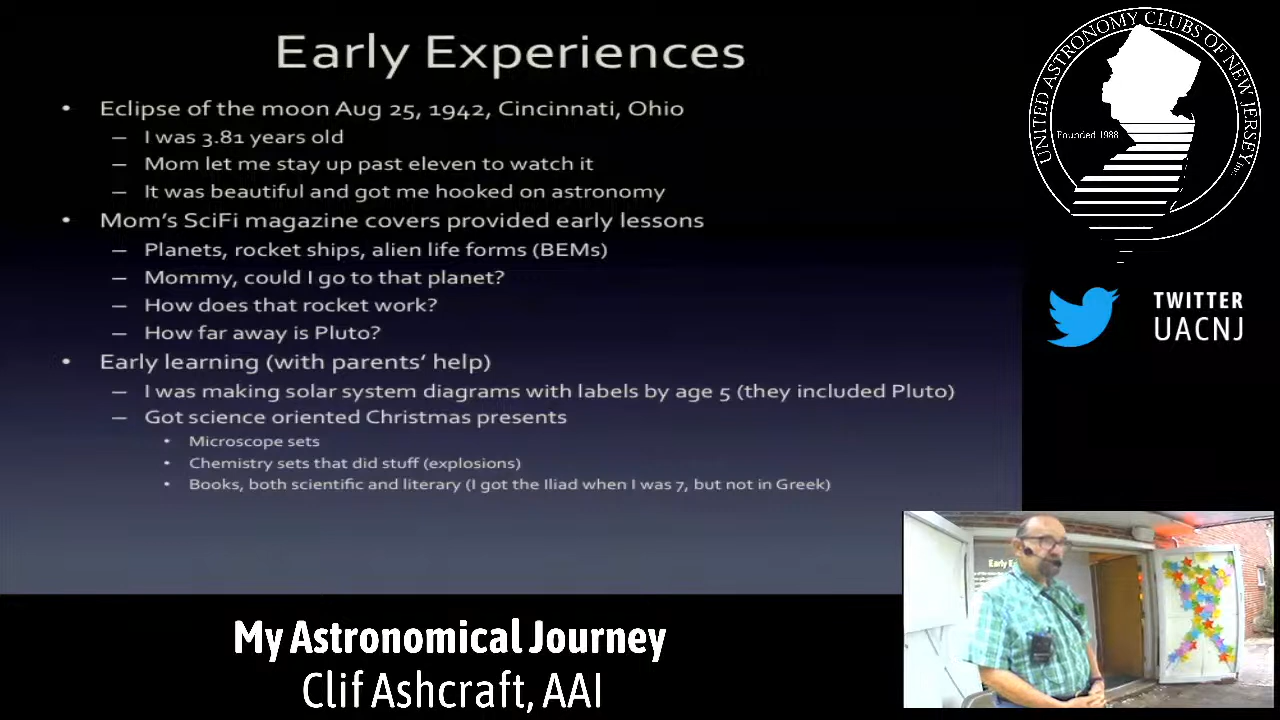 Early Experiences
• Eclipse of the moon Aug 25, 1942, Cincinnati, Ohio
– I was 3.81 years old
– Mom let me stay up past eleven to watch it
– It was beautiful and got me hooked on astronomy
• Mom's SciFi magazine covers provided early lessons
– Planets, rocket ships, alien life forms (BEMs)
– Mommy, could I go to that planet?
– How does that rocket work?
– How far away is Pluto?
• Early learning (with parents' help)
– I was making solar system diagrams with labels by age 5 (they included Pluto)
– Got science oriented Christmas presents
• Microscope sets
• Chemistry sets that did stuff (explosions)
• Books, both scientific and literary (I got the Iliad when I was 7, but not in Greek)
UNITED ASTRONOMY CLUBS OF NEW JERSEY, Inc.
Founded 1988
TWITTER
UACNJ
My Astronomical Journey
Clif Ashcraft, AAI